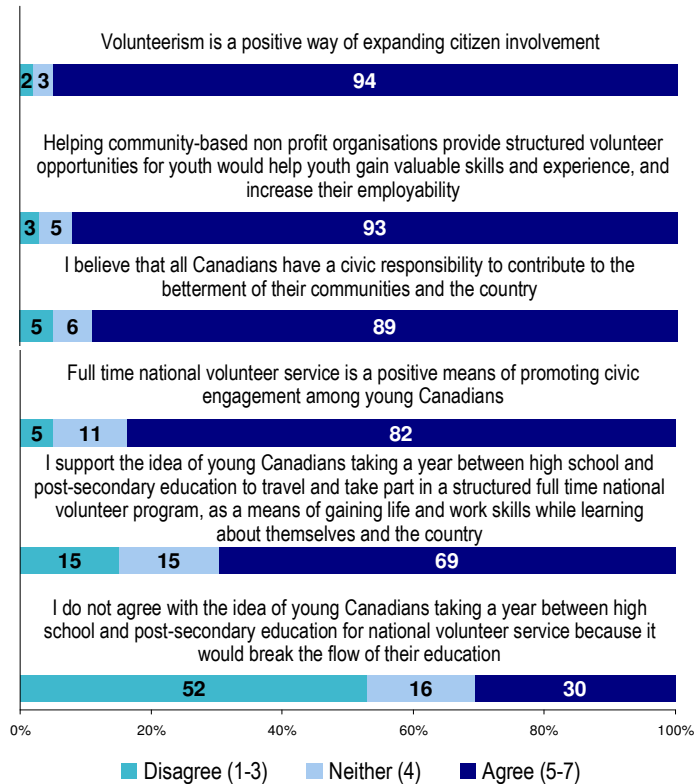 Volunteerism is a positive way of expanding citizen involvement
2 3 94
Helping community-based non profit organisations provide structured volunteer
opportunities for youth would help youth gain valuable skills and experience, and
increase their employability
3 5 93
I believe that all Canadians have a civic responsibility to contribute to the
betterment of their communities and the country
5 6 89
Full time national volunteer service is a positive means of promoting civic
engagement among young Canadians
5 11 82
I support the idea of young Canadians taking a year between high school and
post-secondary education to travel and take part in a structured full time national
volunteer program, as a means of gaining life and work skills while learning
about themselves and the country
15 15 69
I do not agree with the idea of young Canadians taking a year between high
school and post-secondary education for national volunteer service because it
would break the flow of their education
52 16 30
0% 20% 40% 60% 80% 100%
Disagree (1-3) Neither (4) Agree (5-7)